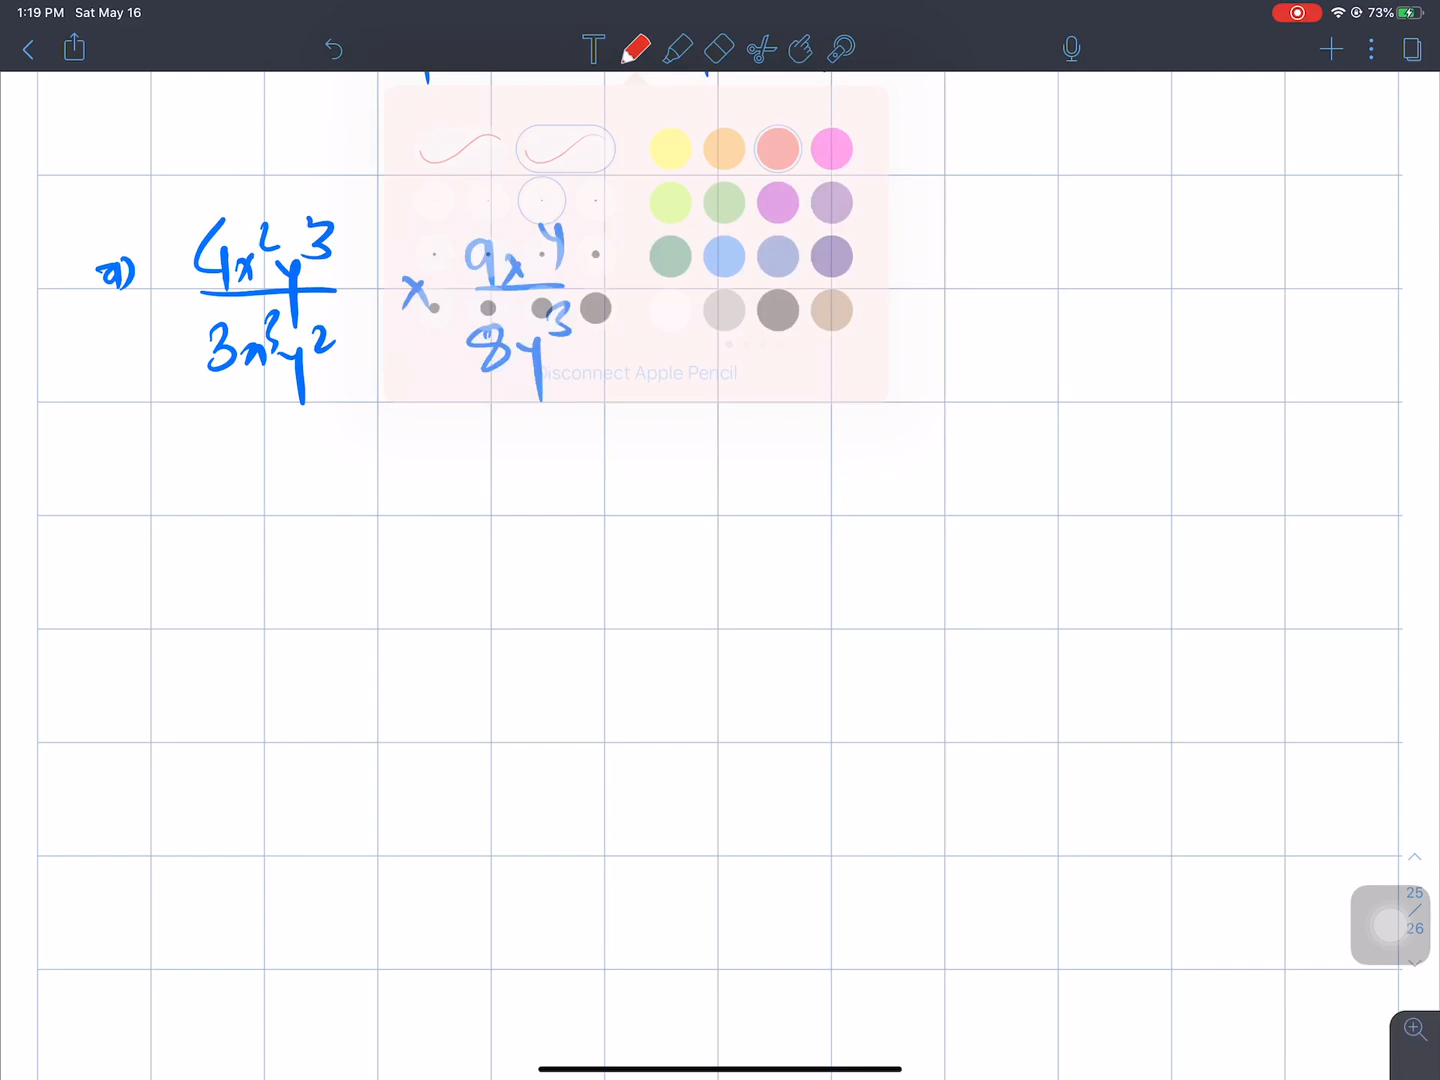 1:19 PM Sat May 16 73%
a) 4x²y³ / 3x³y² × 9x⁴ / 8y³
Disconnect Apple Pencil
25
/
26